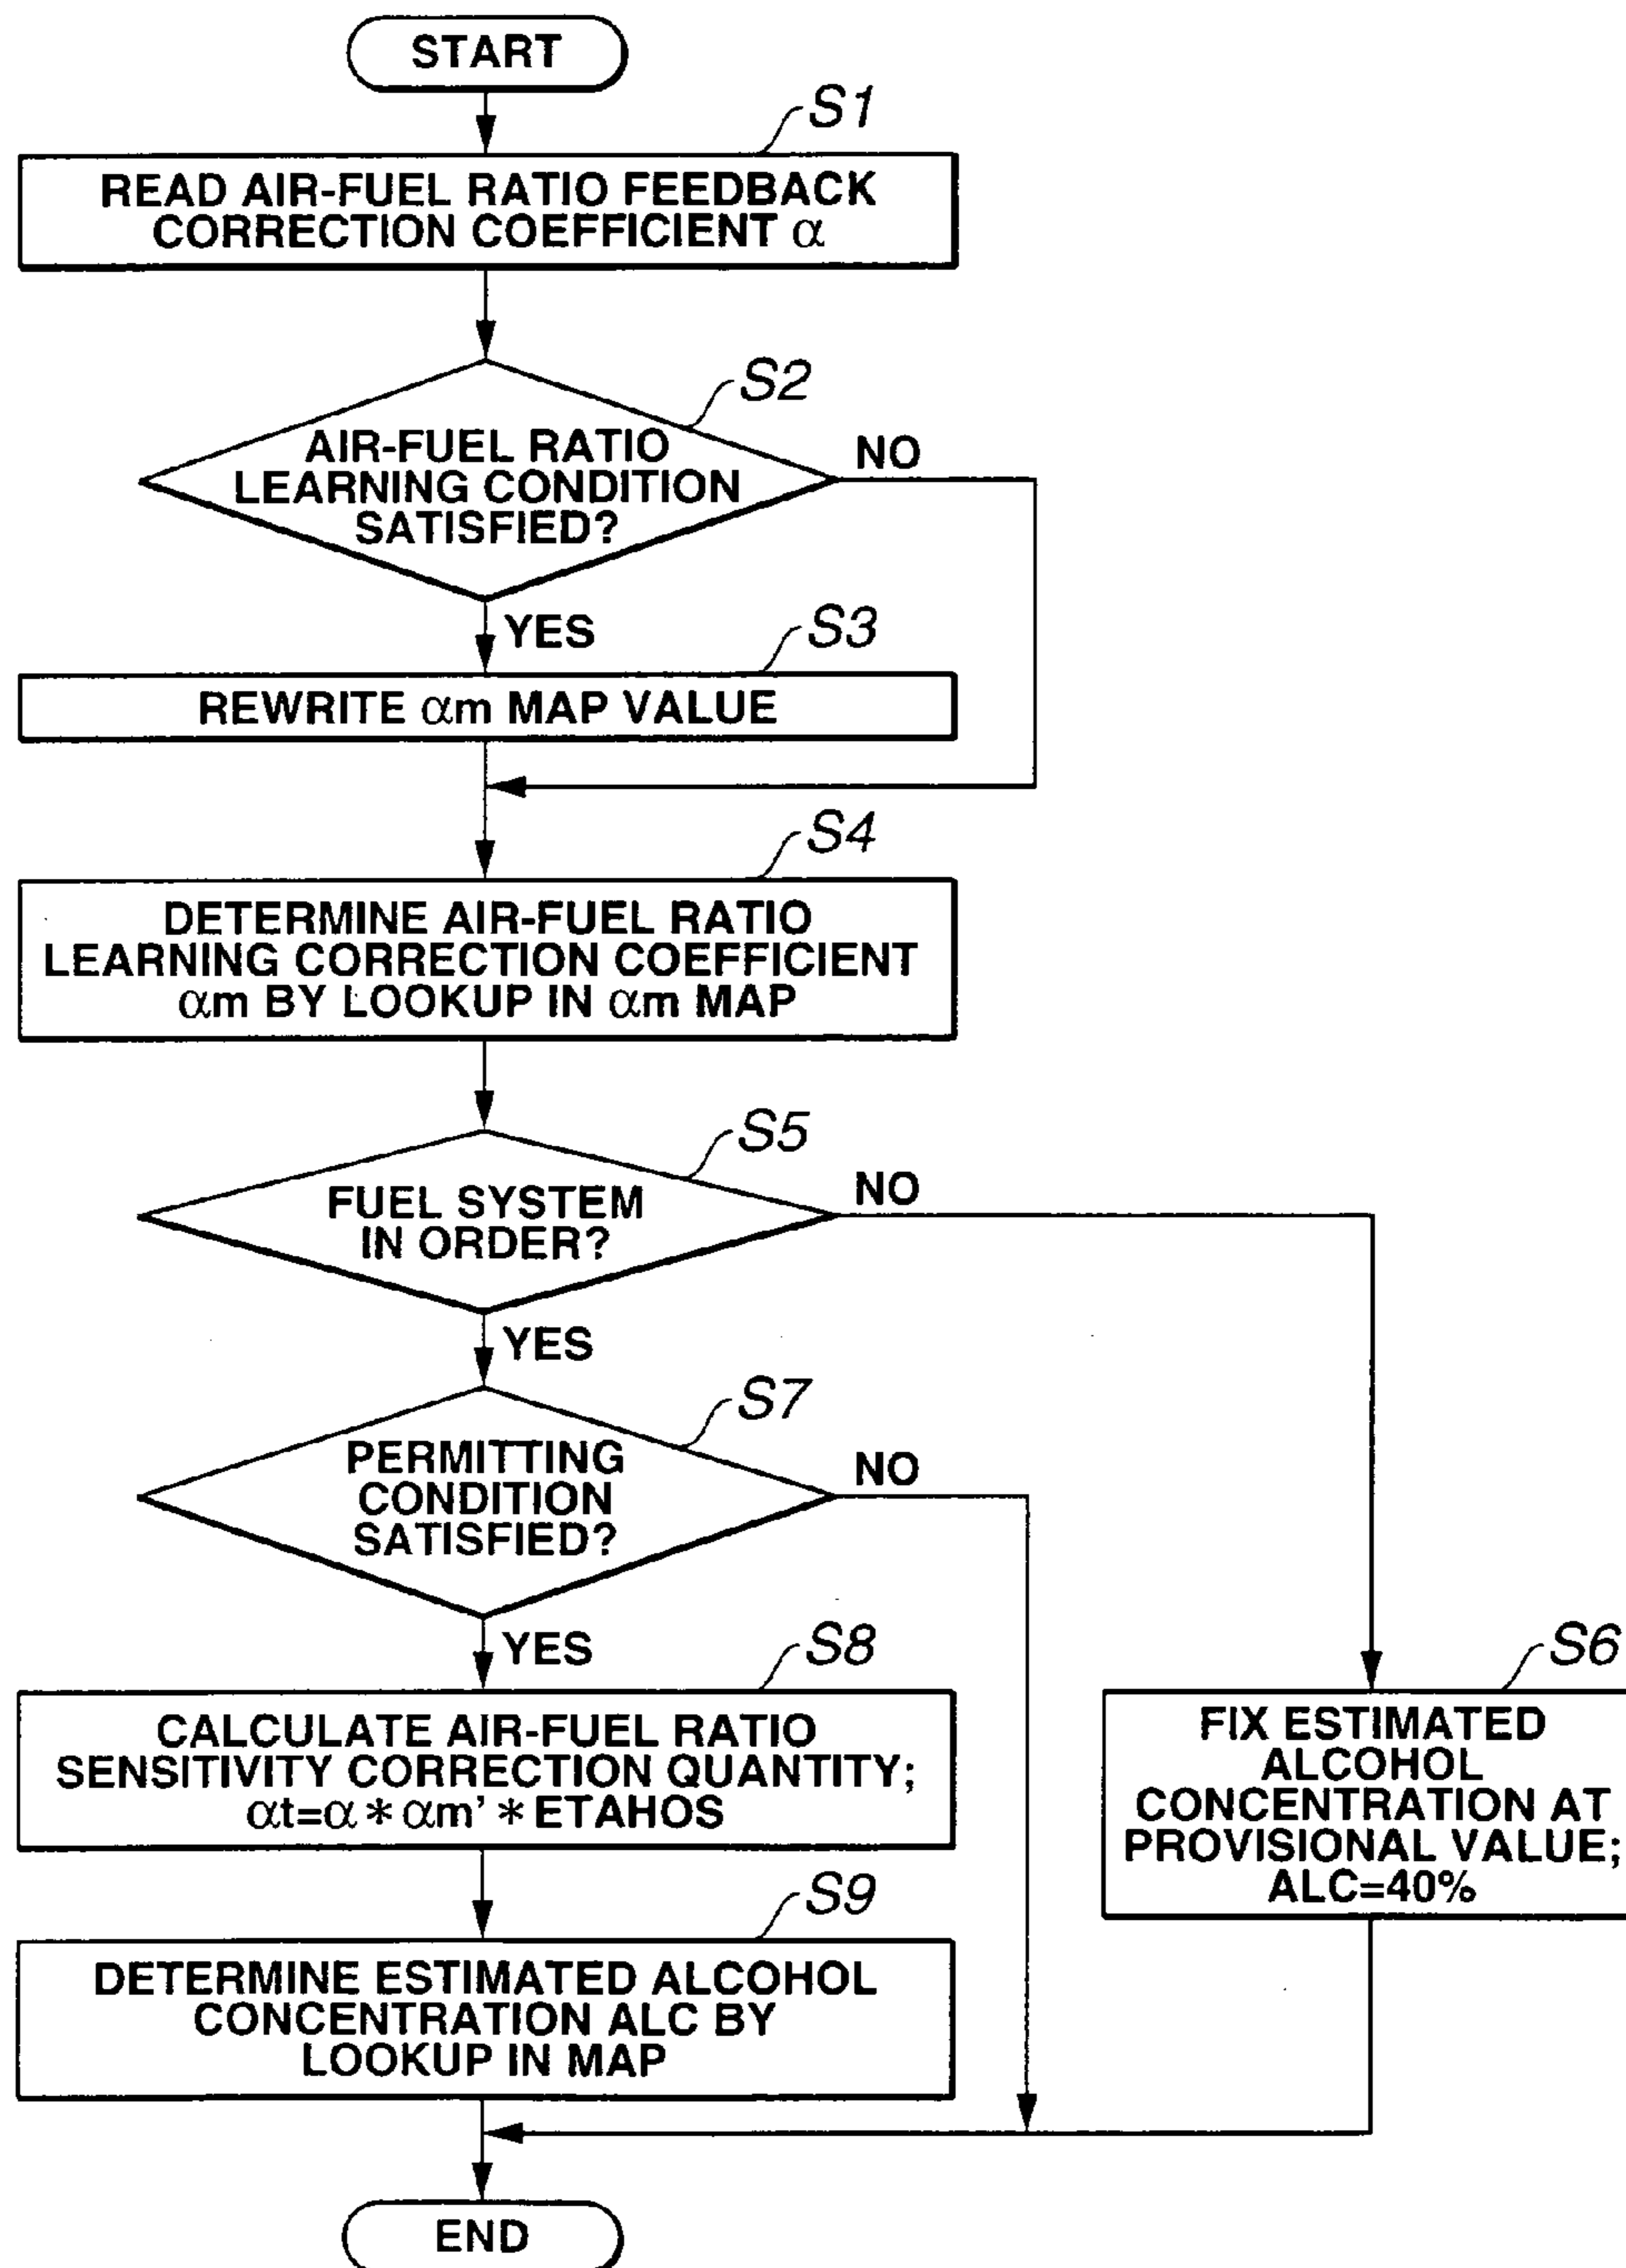 START
S1
READ AIR-FUEL RATIO FEEDBACK
CORRECTION COEFFICIENT α
S2
AIR-FUEL RATIO
LEARNING CONDITION
SATISFIED?
NO
YES
S3
REWRITE αm MAP VALUE
S4
DETERMINE AIR-FUEL RATIO
LEARNING CORRECTION COEFFICIENT
αm BY LOOKUP IN αm MAP
S5
FUEL SYSTEM
IN ORDER?
NO
YES
S7
PERMITTING
CONDITION
SATISFIED?
NO
YES
S8
CALCULATE AIR-FUEL RATIO
SENSITIVITY CORRECTION QUANTITY;
αt=α * αm' * ETAHOS
S6
FIX ESTIMATED
ALCOHOL
CONCENTRATION AT
PROVISIONAL VALUE;
ALC=40%
S9
DETERMINE ESTIMATED ALCOHOL
CONCENTRATION ALC BY
LOOKUP IN MAP
END